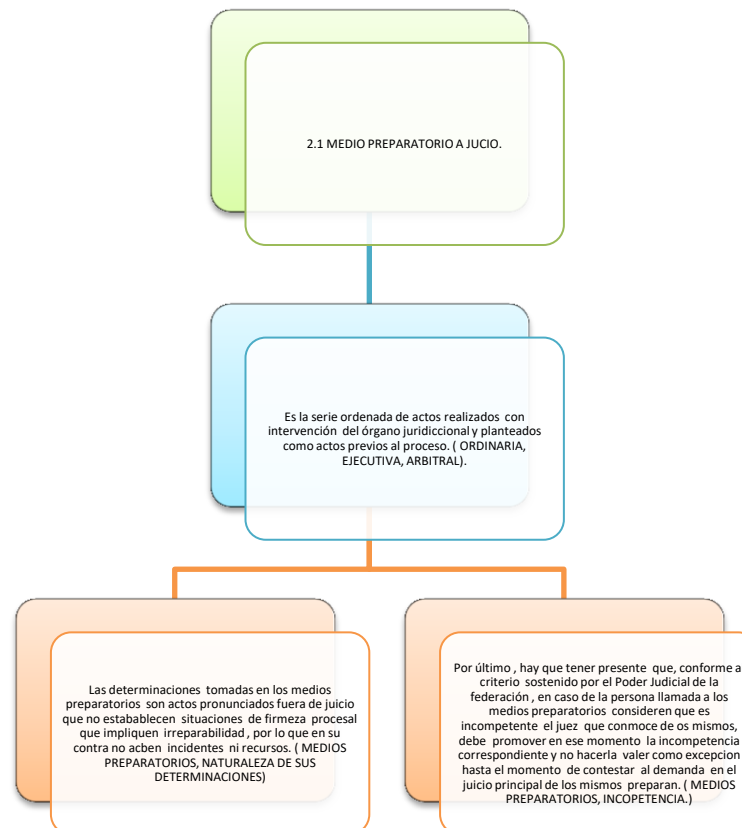 2.1 MEDIO PREPARATORIO A JUCIO.
Es la serie ordenada de actos realizados con
intervención del órgano juridiccional y planteados
como actos previos al proceso. ( ORDINARIA,
EJECUTIVA, ARBITRAL).
Las determinaciones tomadas en los medios
preparatorios son actos pronunciados fuera de juicio
que no estabablecen situaciones de firmeza procesal
que impliquen irreparabilidad , por lo que en su
contra no acben incidentes ni recursos. ( MEDIOS
PREPARATORIOS, NATURALEZA DE SUS
DETERMINACIONES)
Por último , hay que tener presente que, conforme a
criterio sostenido por el Poder Judicial de la
federación , en caso de la persona llamada a los
medios preparatorios consideren que es
incompetente el juez que conmoce de os mismos,
debe promover en ese momento la incompetencia
correspondiente y no hacerla valer como excepcion
hasta el momento de contestar al demanda en el
juicio principal de los mismos preparan. ( MEDIOS
PREPARATORIOS, INCOPETENCIA.)